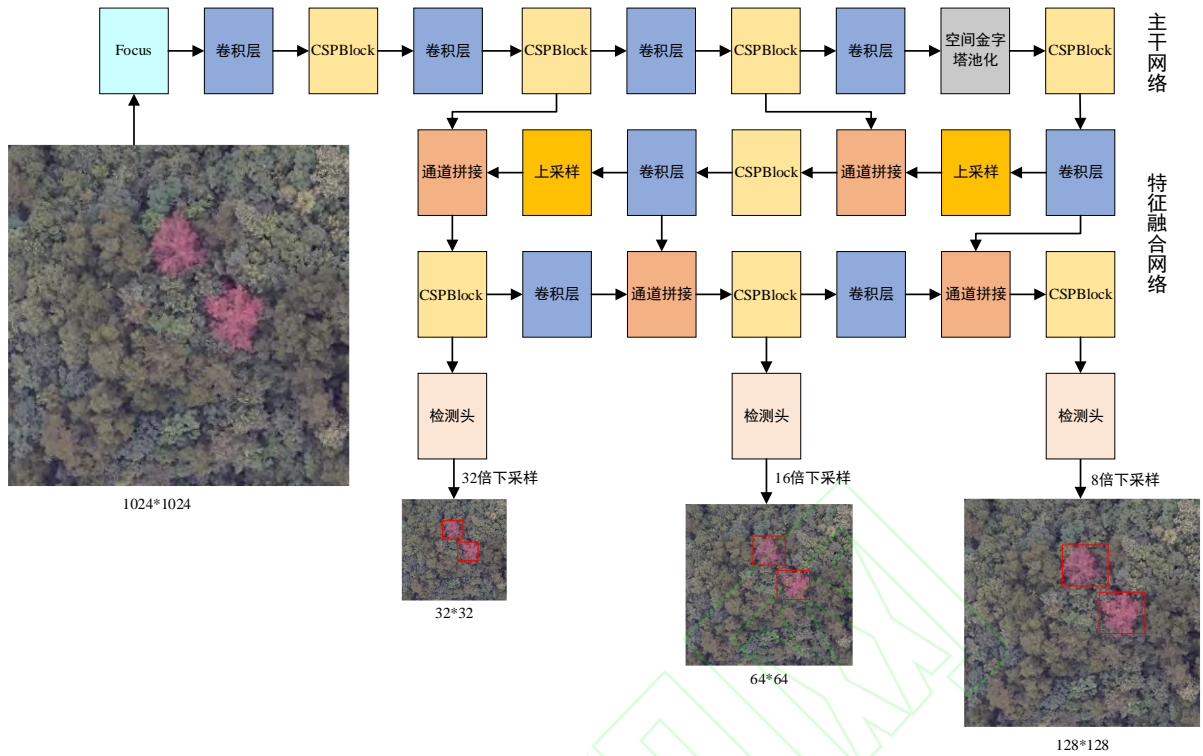 Focus
卷积层
CSPBlock
卷积层
CSPBlock
卷积层
CSPBlock
卷积层
空间金字
塔池化
CSPBlock
主干网络
通道拼接
上采样
卷积层
CSPBlock
通道拼接
上采样
卷积层
特征融合网络
CSPBlock
卷积层
通道拼接
CSPBlock
卷积层
通道拼接
CSPBlock
检测头
检测头
检测头
32倍下采样
16倍下采样
8倍下采样
1024*1024
32*32
64*64
128*128